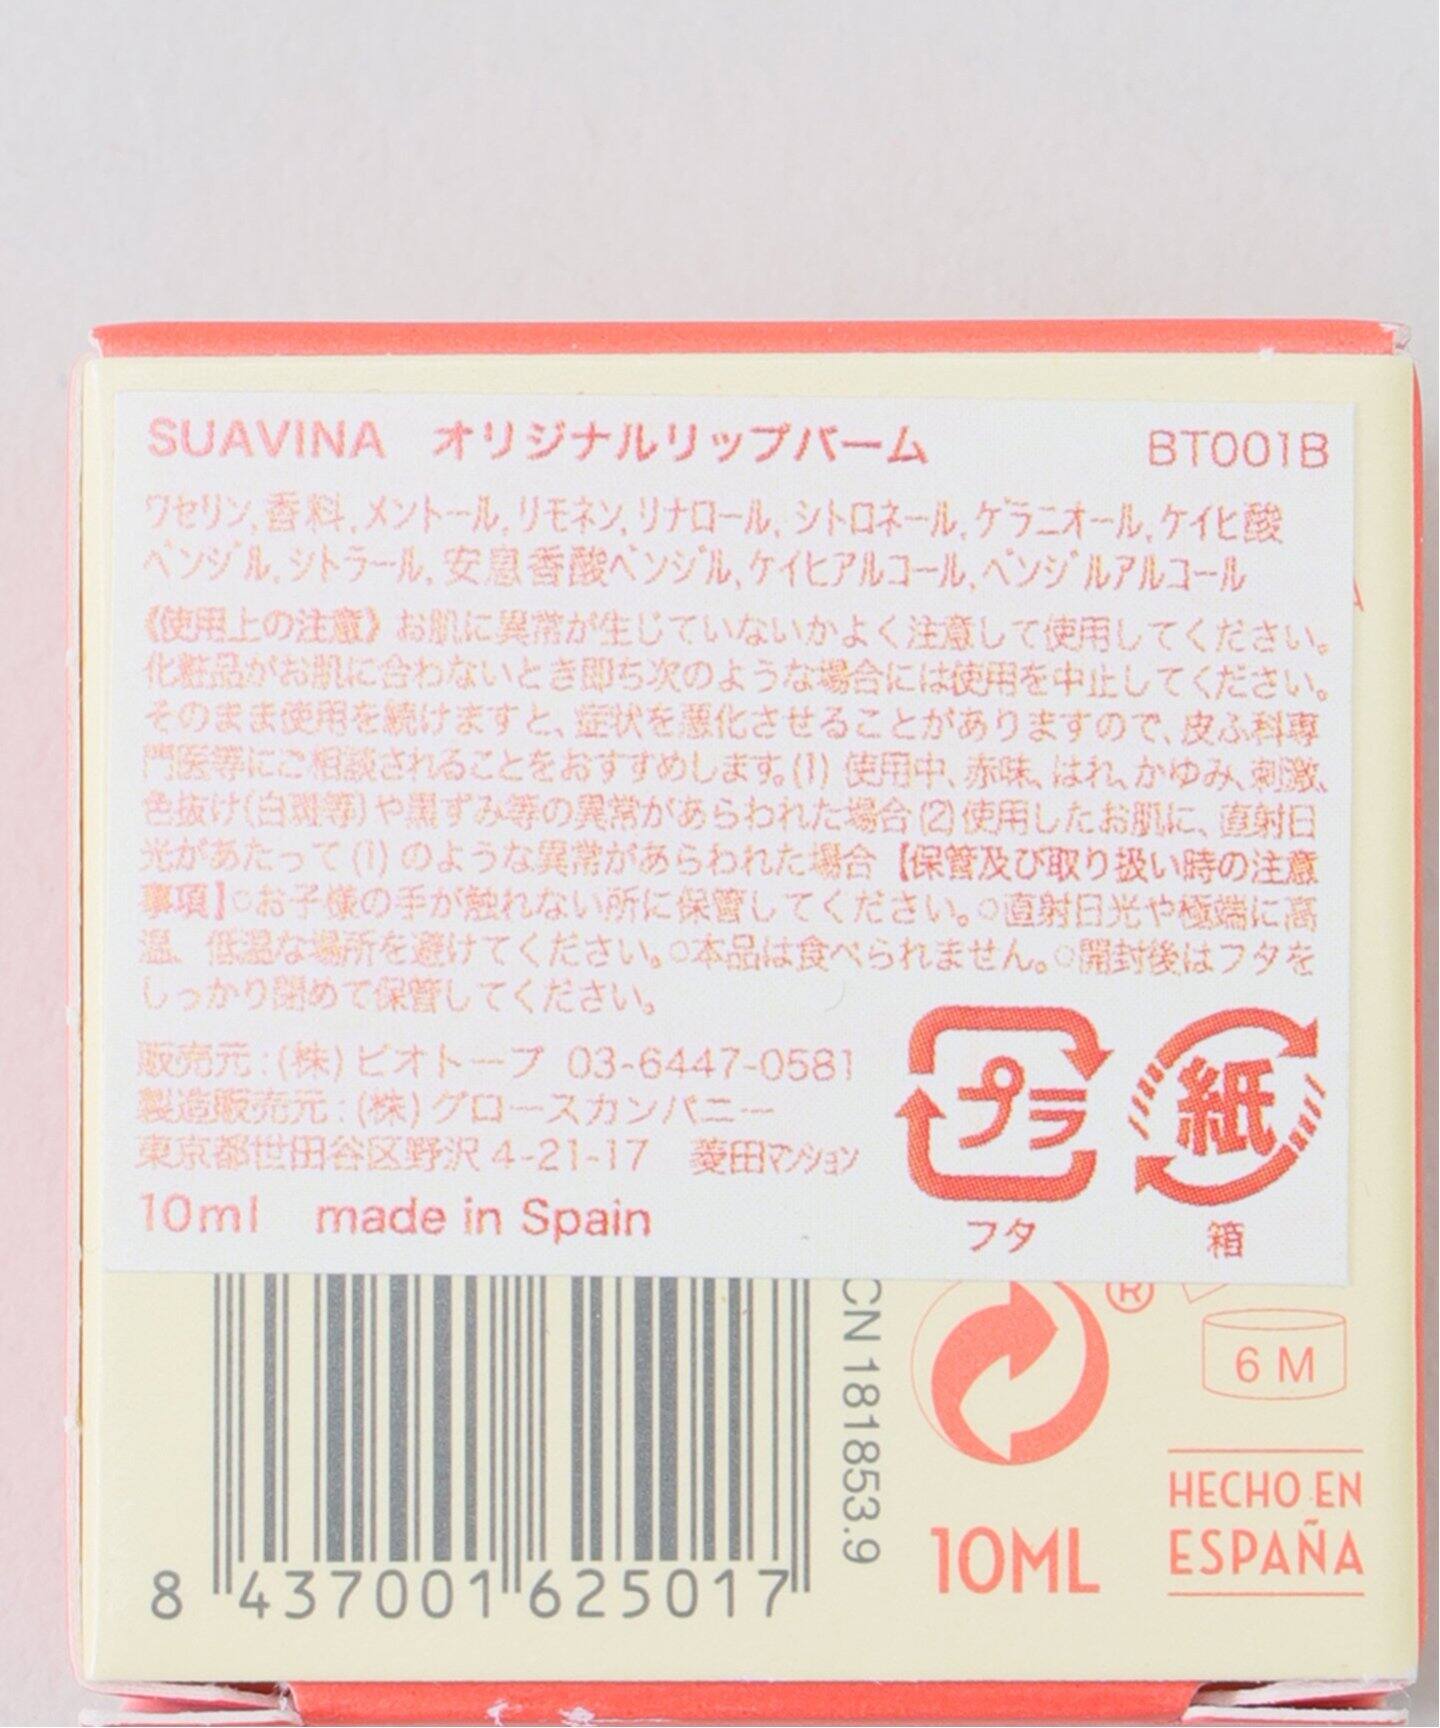 SUAVINA オリジナルリップバーム BT001B
ワセリン,香料,メントール,リモネン,リナロール,シトロネール,ゲラニオール,ケイヒ酸
ベンジル,シトラール,安息香酸ベンジル,ケイヒアルコール,ベンジルアルコール
《使用上の注意》お肌に異常が生じていないかよく注意して使用してください。
化粧品がお肌に合わないとき即ち次のような場合には使用を中止してください。
そのまま使用を続けますと、症状を悪化させることがありますので、皮ふ科専
門医等にご相談されることをおすすめします。(1) 使用中、赤味、はれ、かゆみ、刺激、
色抜け(白斑等)や黒ずみ等の異常があらわれた場合(2)使用したお肌に、直射日
光があたって(1)のような異常があらわれた場合【保管及び取り扱い時の注意
事項】○お子様の手が触れない所に保管してください。○直射日光や極端に高
温、低温な場所を避けてください。○本品は食べられません。○開封後はフタを
しっかり閉めて保管してください。
販売元:(株)ビオトープ 03-6447-0581
製造販売元:(株)グロースカンパニー
東京都世田谷区野沢4-21-17 菱田マンション
10ml made in Spain
プラ
フタ
紙
箱
CN 181853.9
®
6 M
10ML
HECHO EN
ESPAÑA
8 437001 625017